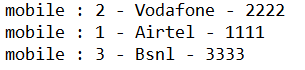 mobile : 2 - Vodafone - 2222
mobile : 1 - Airtel - 1111
mobile : 3 - Bsnl - 3333